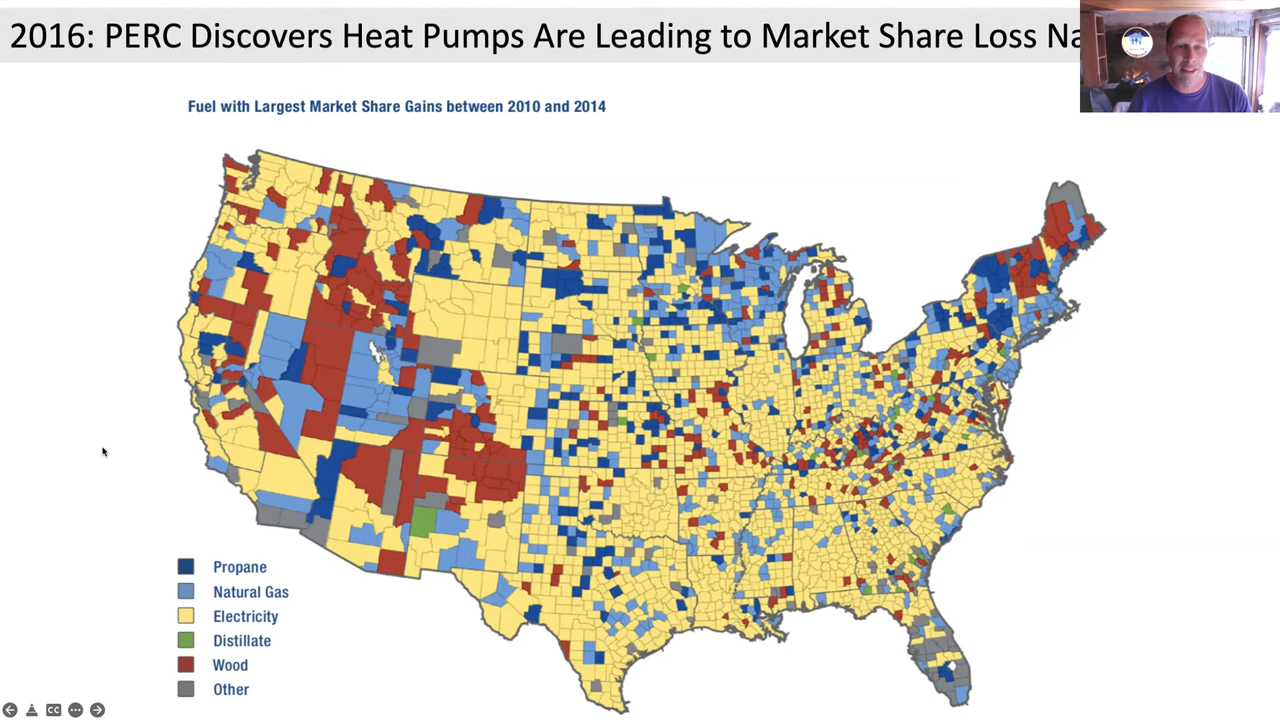 2016: PERC Discovers Heat Pumps Are Leading to Market Share Loss Na
Fuel with Largest Market Share Gains between 2010 and 2014
Propane
Natural Gas
Electricity
Distillate
Wood
Other
CC